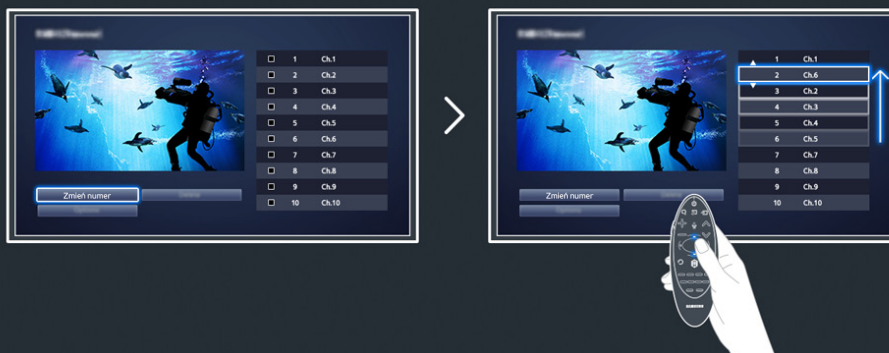 1 Ch.1
2 Ch.2
3 Ch.3
4 Ch.4
5 Ch.5
6 Ch.6
7 Ch.7
8 Ch.8
9 Ch.9
10 Ch.10
Zmień numer
1 Ch.1
2 Ch.6
3 Ch.2
4 Ch.3
5 Ch.4
6 Ch.5
7 Ch.7
8 Ch.8
9 Ch.9
10 Ch.10
Zmień numer